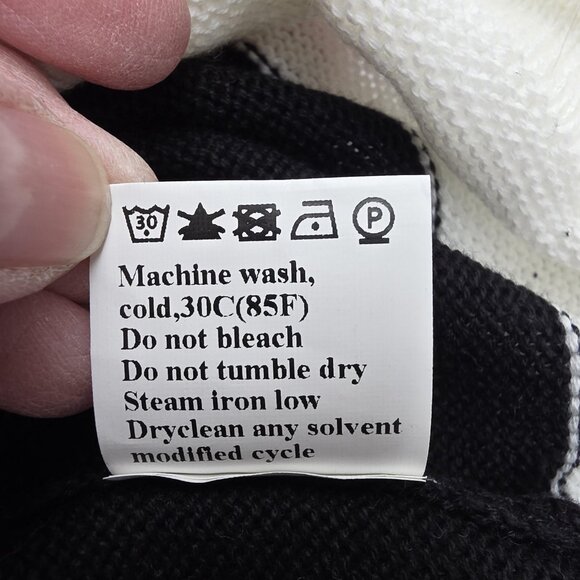 30 P
Machine wash,
cold,30C(85F)
Do not bleach
Do not tumble dry
Steam iron low
Dryclean any solvent
modified cycle